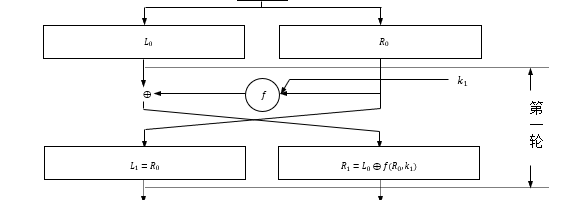 L₀
R₀
⊕
f
k₁
第一轮
L₁ = R₀
R₁ = L₀ ⊕ f(R₀, k₁)